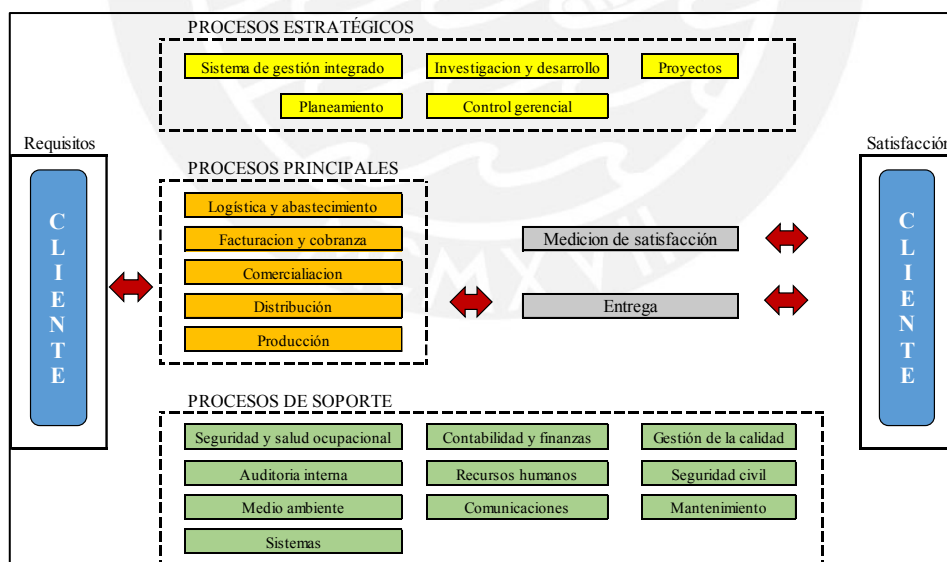 PROCESOS ESTRATÉGICOS
Sistema de gestión integrado
Investigacion y desarrollo
Proyectos
Planeamiento
Control gerencial
Requisitos
Satisfacción
CLIENTE
PROCESOS PRINCIPALES
Logística y abastecimiento
Facturacion y cobranza
Comercialiacion
Distribución
Producción
Medicion de satisfacción
Entrega
CLIENTE
PROCESOS DE SOPORTE
Seguridad y salud ocupacional
Contabilidad y finanzas
Gestión de la calidad
Auditoria interna
Recursos humanos
Seguridad civil
Medio ambiente
Comunicaciones
Mantenimiento
Sistemas